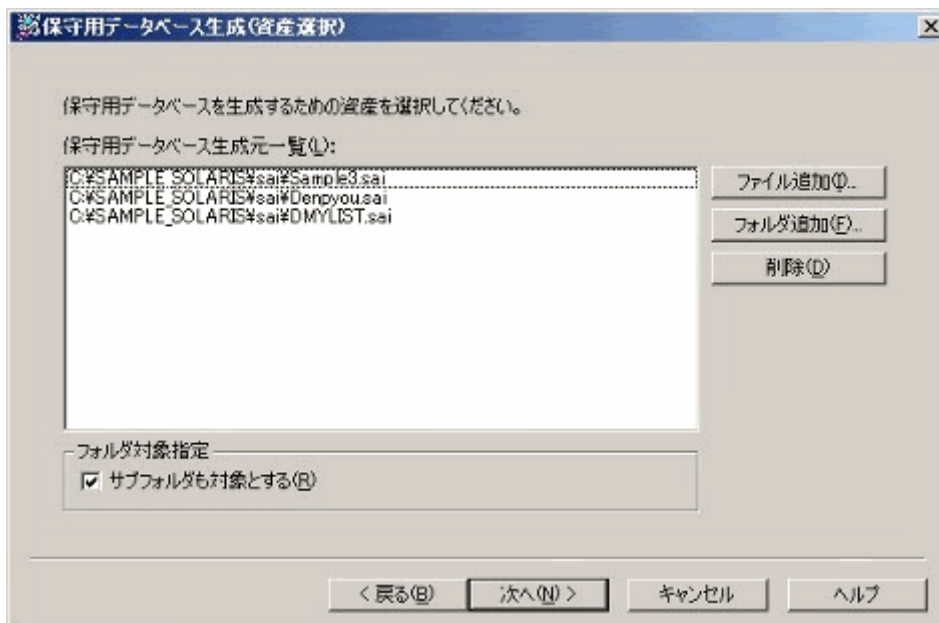 保守用データベース生成(資産選択)
保守用データベースを生成するための資産を選択してください。
保守用データベース生成元一覧(L):
C:¥SAMPLE_SOLARIS¥sai¥Sample3.sai
C:¥SAMPLE_SOLARIS¥sai¥Denpyou.sai
C:¥SAMPLE_SOLARIS¥sai¥DMYLIST.sai
ファイル追加(I)...
フォルダ追加(F)...
削除(D)
フォルダ対象指定
サブフォルダも対象とする(R)
< 戻る(B)
次へ(N) >
キャンセル
ヘルプ